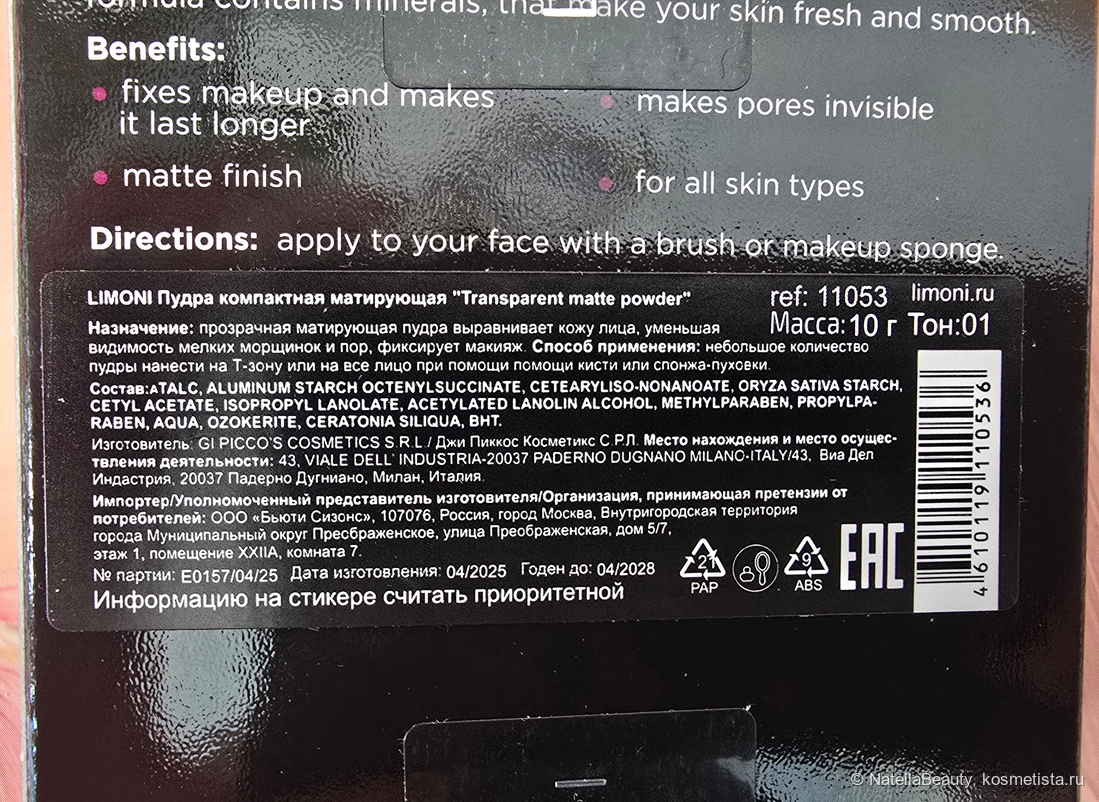 formula contains minerals, that make your skin fresh and smooth.
Benefits:
fixes makeup and makes
it last longer
makes pores invisible
matte finish
for all skin types
Directions: apply to your face with a brush or makeup sponge.
LIMONI Пудра компактная матирующая "Transparent matte powder"
ref: 11053 limoni.ru
Масса: 10 г Тон:01
Назначение: прозрачная матирующая пудра выравнивает кожу лица, уменьшая
видимость мелких морщинок и пор, фиксирует макияж. Способ применения: небольшое количество
пудры нанести на Т-зону или на все лицо при помощи помощи кисти или спонжа-пуховки.
Состав:ATALC, ALUMINUM STARCH OCTENYLSUCCINATE, CETEARYLISO-NONANOATE, ORYZA SATIVA STARCH,
CETYL ACETATE, ISOPROPYL LANOLATE, ACETYLATED LANOLIN ALCOHOL, METHYLPARABEN, PROPYLPA-
RABEN, AQUA, OZOKERITE, CERATONIA SILIQUA, BHT.
Изготовитель: GI PICCO'S COSMETICS S.R.L / Джи Пиккос Косметикс С.Р.Л. Место нахождения и место осущес-
твления деятельности: 43, VIALE DELL' INDUSTRIA-20037 PADERNO DUGNANO MILANO-ITALY/43, Виа Дел
Индастрия, 20037 Падерно Дугниано, Милан, Италия.
Импортер/Уполномоченный представитель изготовителя/Организация, принимающая претензии от
потребителей: ООО «Бьюти Сизонс», 107076, Россия, город Москва, Внутригородская территория
города Муниципальный округ Преображенское, улица Преображенская, дом 5/7,
этаж 1, помещение XXIIA, комната 7.
№ партии: E0157/04/25 Дата изготовления: 04/2025 Годен до: 04/2028
Информацию на стикере считать приоритетной
21
PAP
9
ABS
EAC
4610119110536
© NatellaBeauty, kosmetista.ru